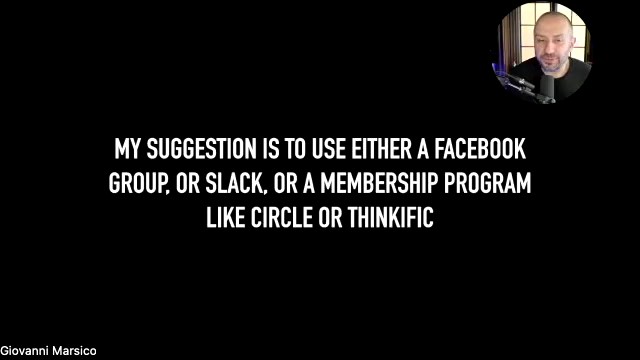 MY SUGGESTION IS TO USE EITHER A FACEBOOK
GROUP, OR SLACK, OR A MEMBERSHIP PROGRAM
LIKE CIRCLE OR THINKIFIC
Giovanni Marsico